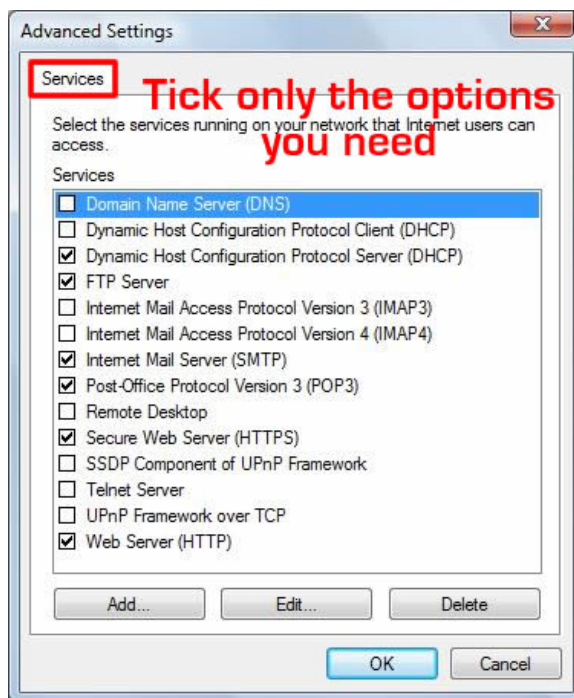 Advanced Settings
Services
Tick only the options
you need
Select the services running on your network that Internet users can
access.
Services
Domain Name Server (DNS)
Dynamic Host Configuration Protocol Client (DHCP)
Dynamic Host Configuration Protocol Server (DHCP)
FTP Server
Internet Mail Access Protocol Version 3 (IMAP3)
Internet Mail Access Protocol Version 4 (IMAP4)
Internet Mail Server (SMTP)
Post-Office Protocol Version 3 (POP3)
Remote Desktop
Secure Web Server (HTTPS)
SSDP Component of UPnP Framework
Telnet Server
UPnP Framework over TCP
Web Server (HTTP)
Add...
Edit...
Delete
OK
Cancel